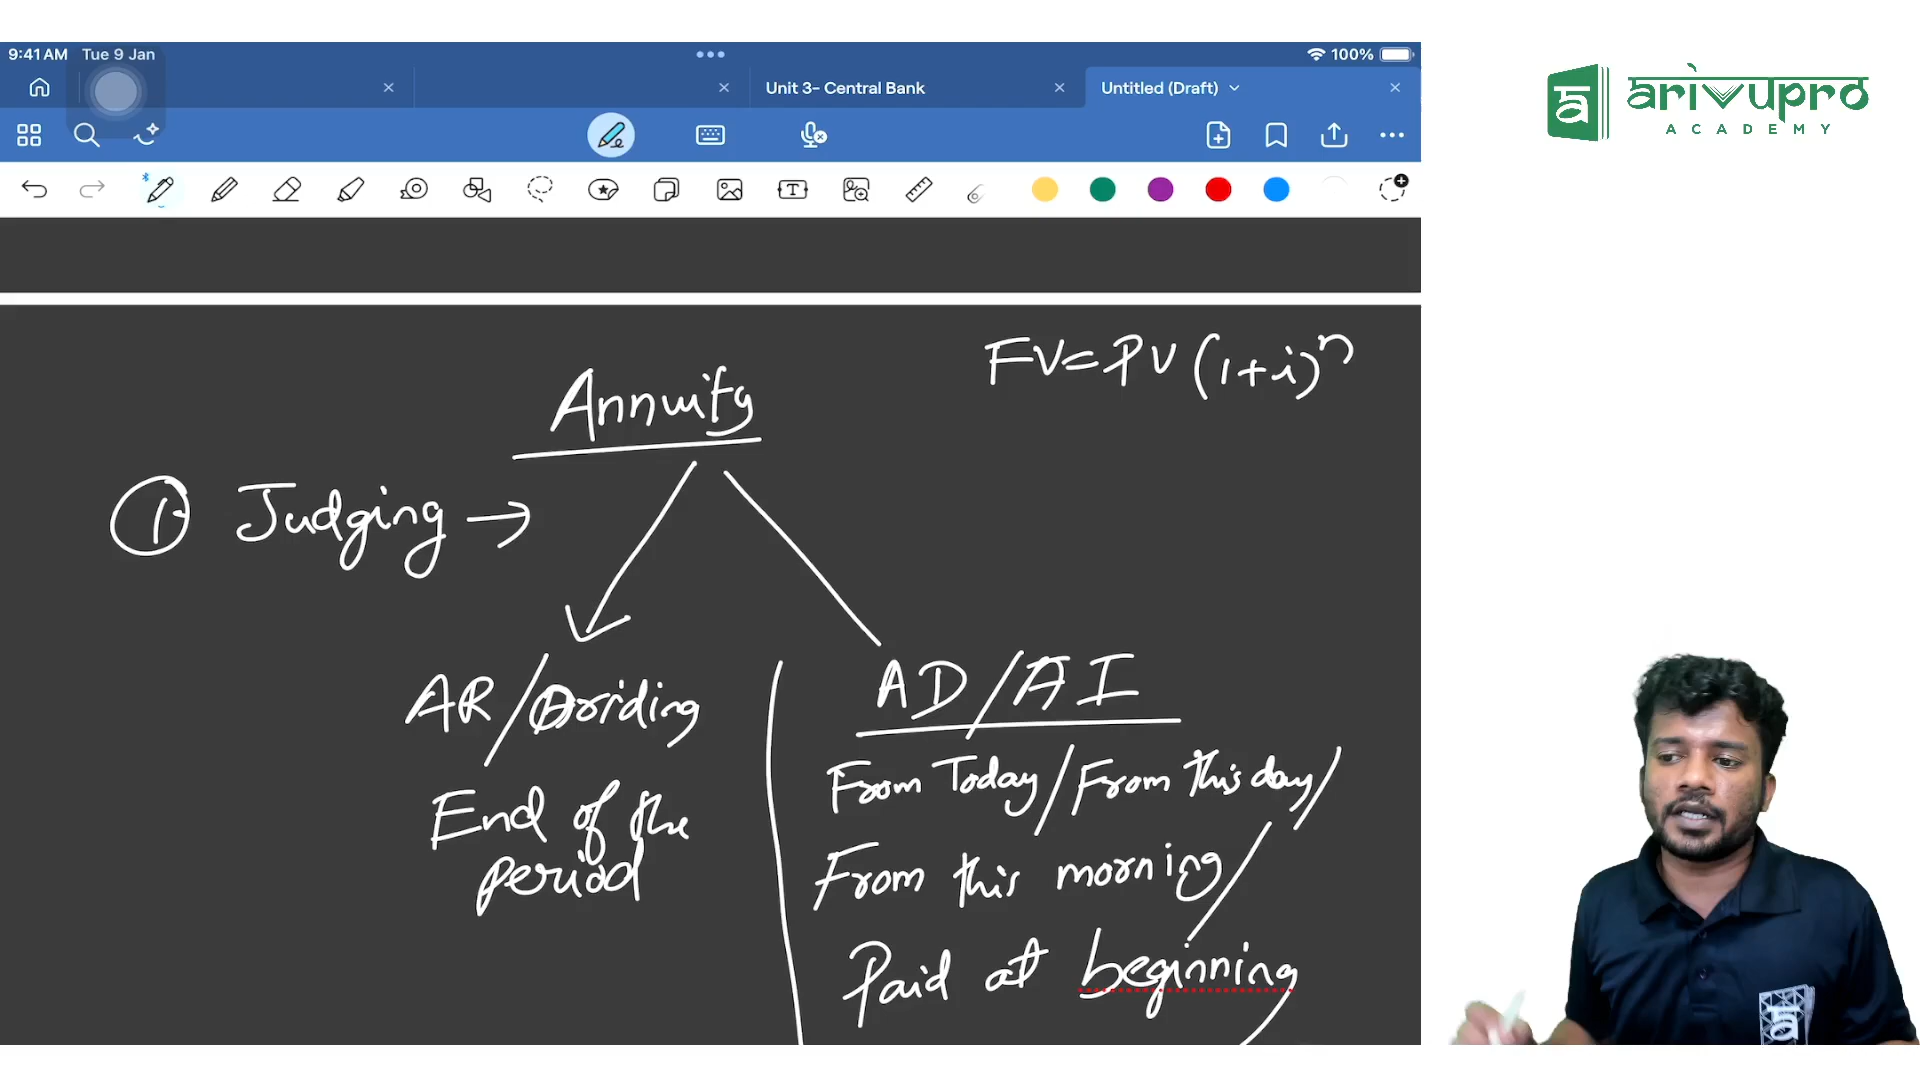 9:41 AM Tue 9 Jan
100%
Unit 3- Central Bank
Untitled (Draft)
arivupro
ACADEMY
FV=PV(1+i)^n
Annuity
1 Judging →
AR/
AD/AI
From Today/From this day/
End of the
period
From this morning/
Paid at beginning